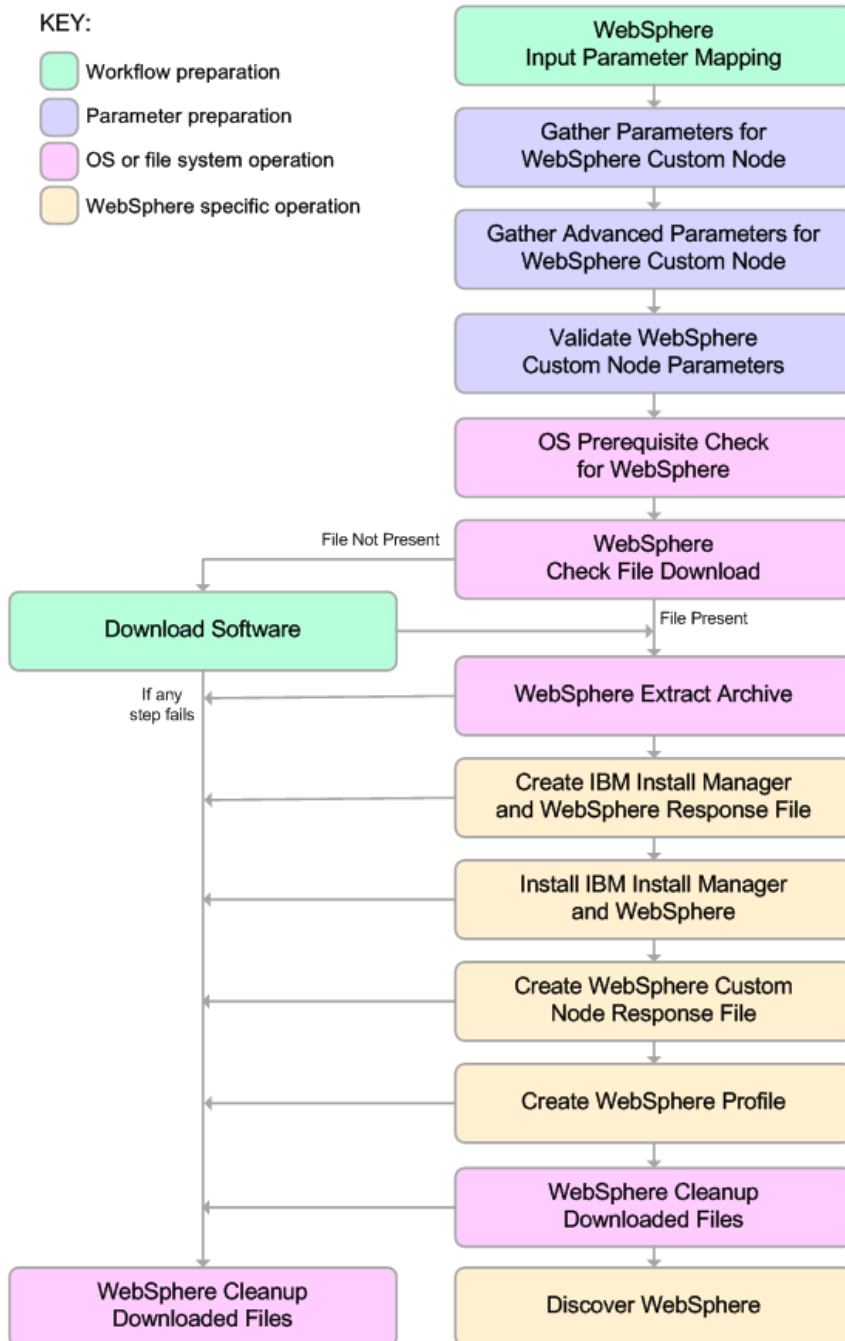 KEY:
Workflow preparation
Parameter preparation
OS or file system operation
WebSphere specific operation
WebSphere
Input Parameter Mapping
Gather Parameters for
WebSphere Custom Node
Gather Advanced Parameters for
WebSphere Custom Node
Validate WebSphere
Custom Node Parameters
OS Prerequisite Check
for WebSphere
File Not Present
WebSphere
Check File Download
Download Software
File Present
If any
step fails
WebSphere Extract Archive
Create IBM Install Manager
and WebSphere Response File
Install IBM Install Manager
and WebSphere
Create WebSphere Custom
Node Response File
Create WebSphere Profile
WebSphere Cleanup
Downloaded Files
WebSphere Cleanup
Downloaded Files
Discover WebSphere